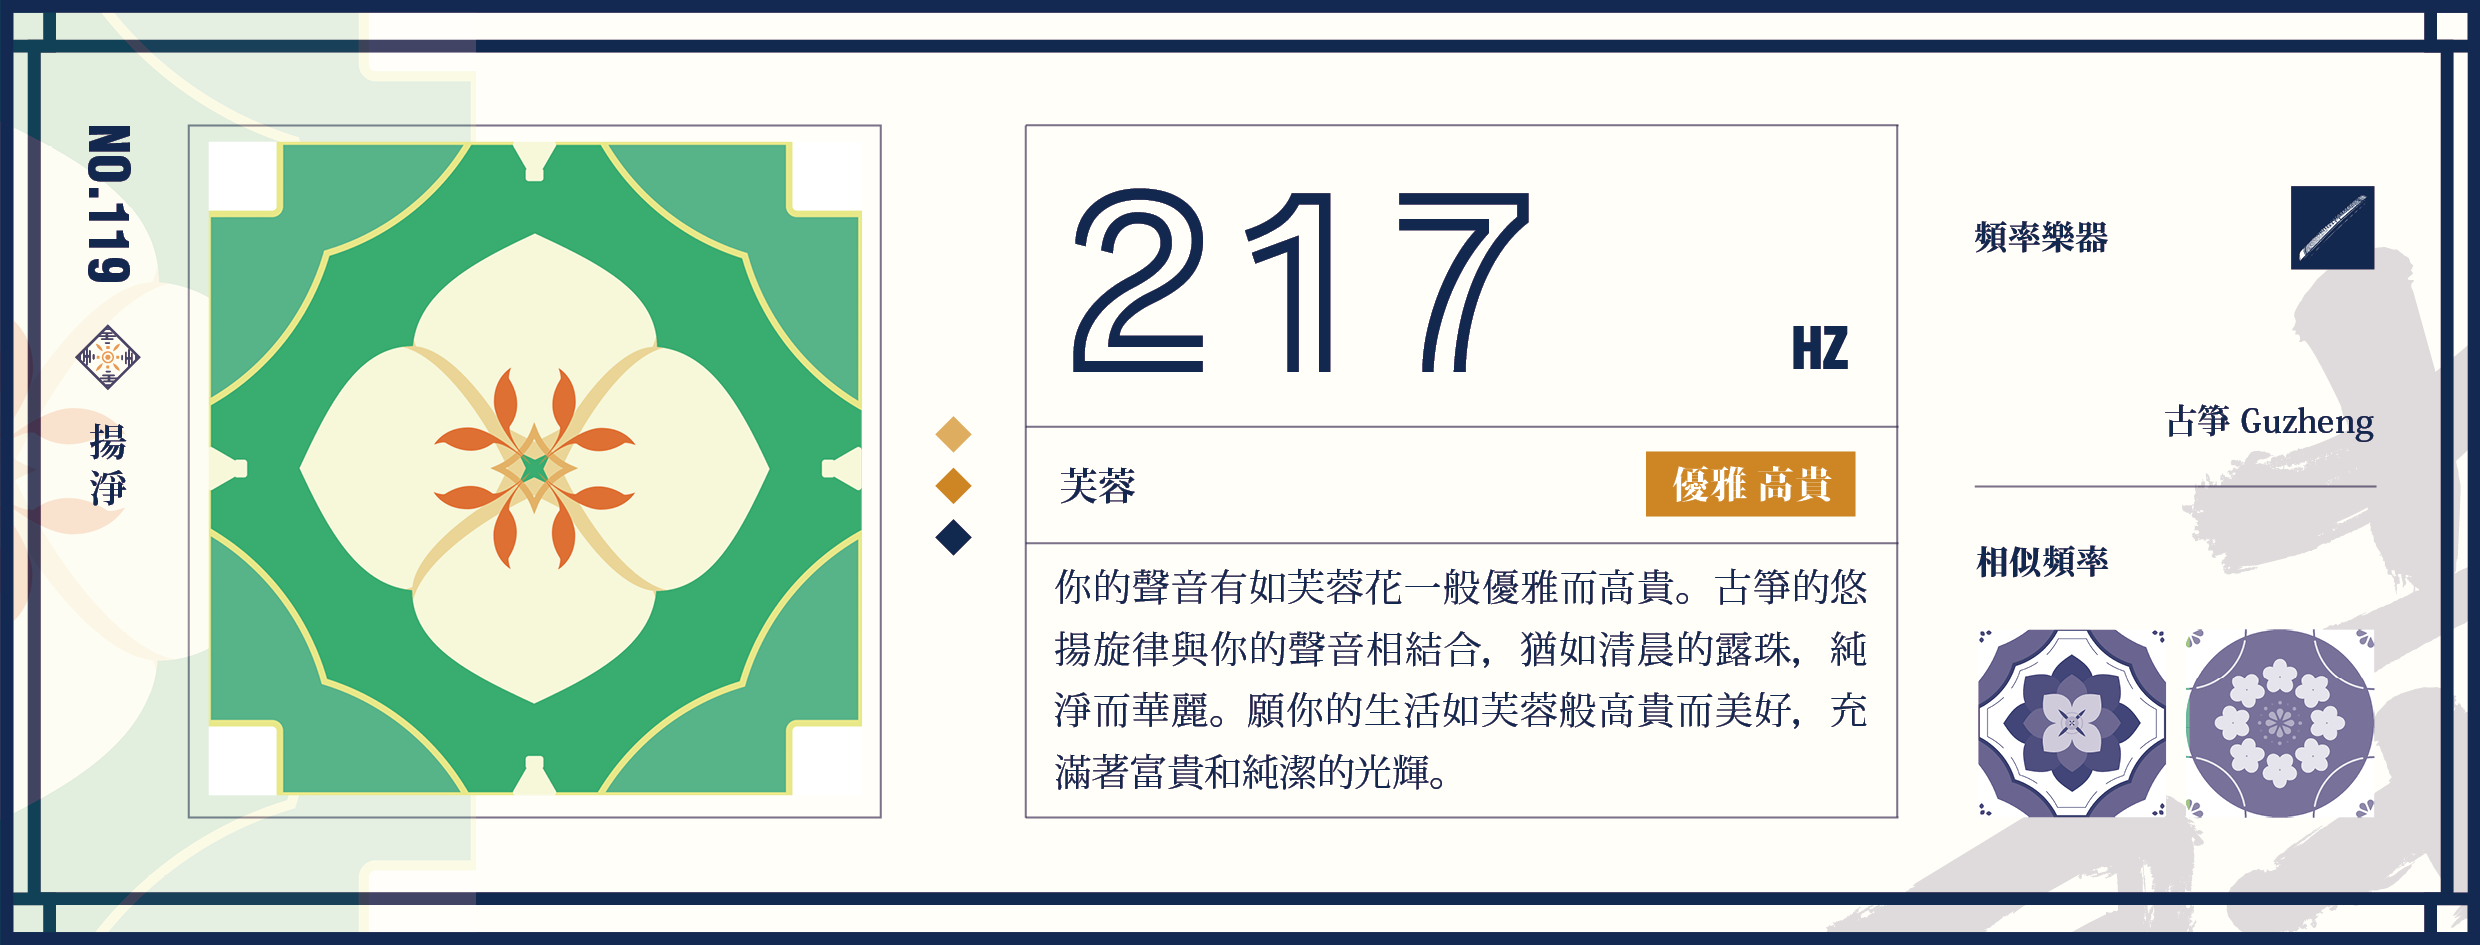 NO.119
揚淨
217
HZ
芙蓉
優雅 高貴
你的聲音有如芙蓉花一般優雅而高貴。古箏的悠
揚旋律與你的聲音相結合，猶如清晨的露珠，純
淨而華麗。願你的生活如芙蓉般高貴而美好，充
滿著富貴和純潔的光輝。
頻率樂器
古箏 Guzheng
相似頻率